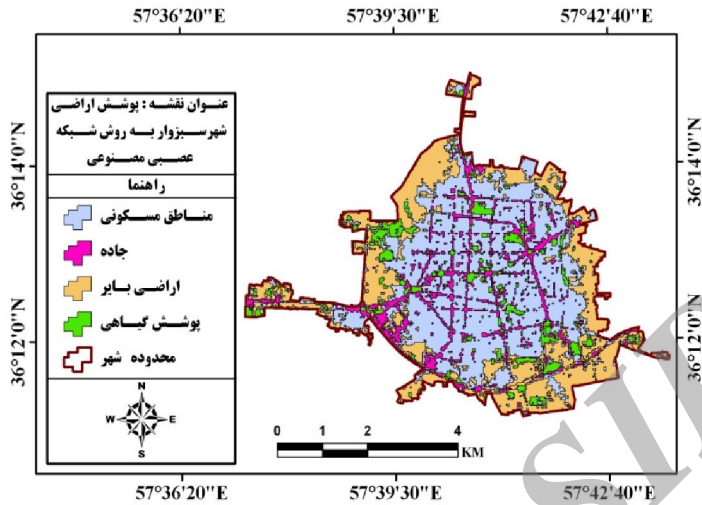 57°36'20"E 57°39'30"E 57°42'40"E
36°14'0"N
36°14'0"N
36°12'0"N
36°12'0"N
عنوان نقشه : پوشش اراضی
شهرسبزوار به روش شبکه
عصبی مصنوعی
راهنما
مناطق مسکونی
جاده
اراضی بایر
پوشش گیاهی
محدوده شهر
N
W E
S
0 1 2 4
KM
57°36'20"E 57°39'30"E 57°42'40"E
SID